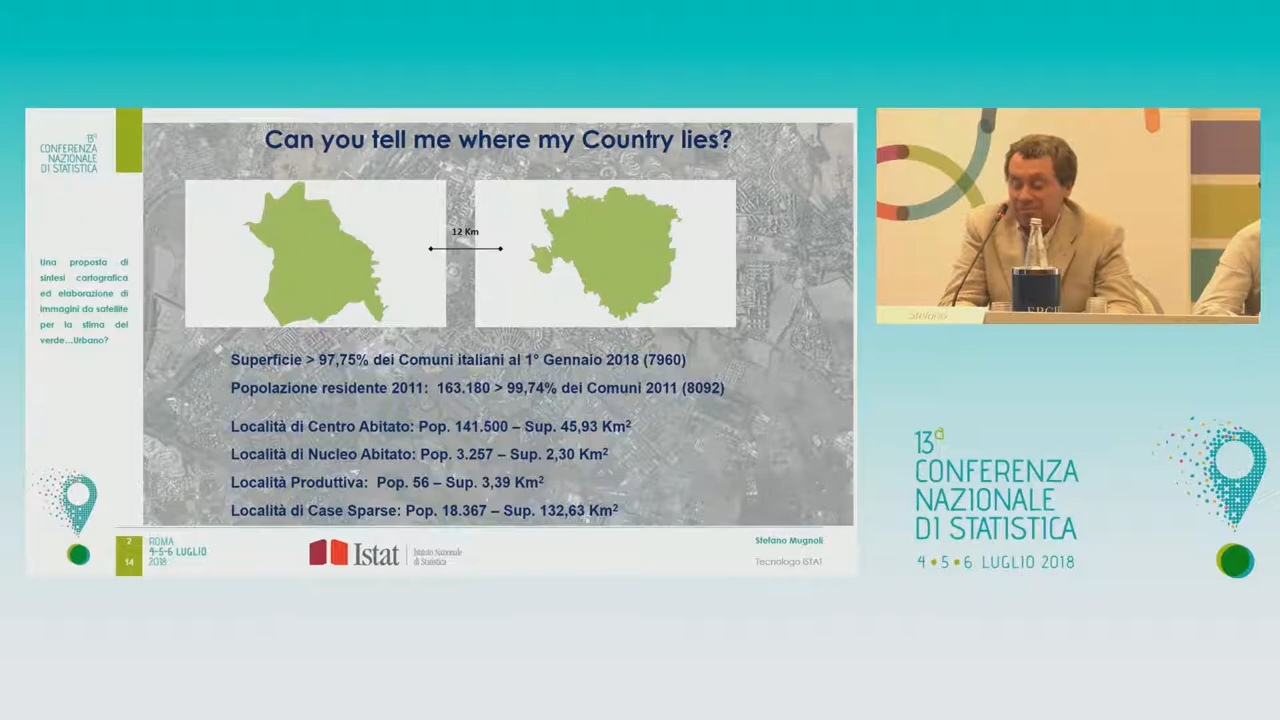 13ª
CONFERENZA
NAZIONALE
DI STATISTICA
Una proposta di
sintesi cartografica
ed elaborazione di
immagini da satellite
per la stima del
verde...Urbano?
Can you tell me where my Country lies?
12 Km
Superficie > 97,75% dei Comuni italiani al 1° Gennaio 2018 (7960)
Popolazione residente 2011: 163.180 > 99,74% dei Comuni 2011 (8092)
Località di Centro Abitato: Pop. 141.500 – Sup. 45,93 Km²
Località di Nucleo Abitato: Pop. 3.257 – Sup. 2,30 Km²
Località Produttiva: Pop. 56 – Sup. 3,39 Km²
Località di Case Sparse: Pop. 18.367 – Sup. 132,63 Km²
2
14
ROMA
4-5-6 LUGLIO
2018
Istat
Istituto Nazionale
di Statistica
Stefano Mugnoli
Tecnologo ISTAT
Stefano
13ª
CONFERENZA
NAZIONALE
DI STATISTICA
4 • 5 • 6 LUGLIO 2018